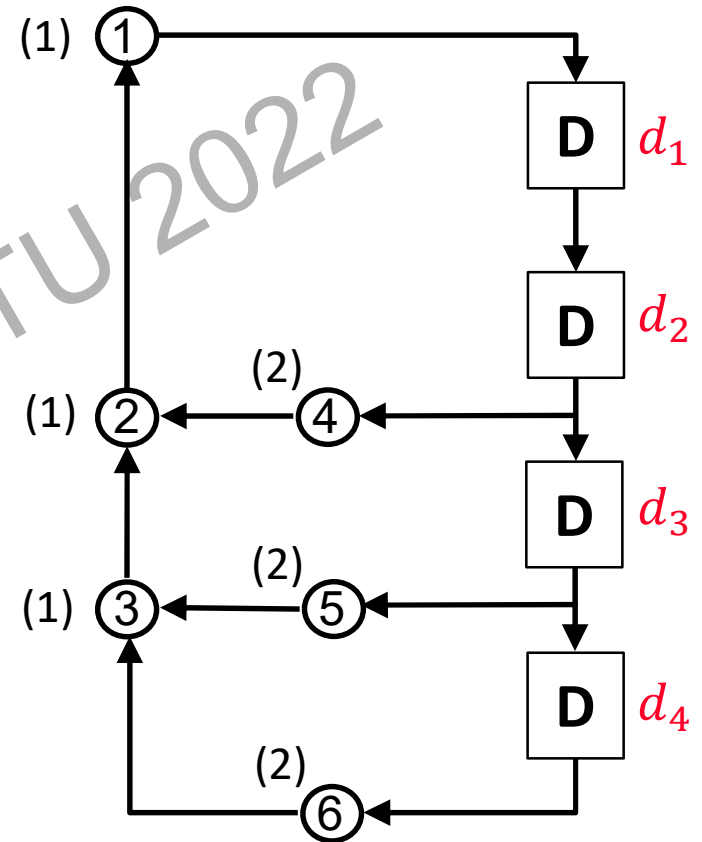 (1) 1
D d₁
TU 2022
D d₂
(2)
(1) 2 4
D d₃
(2)
(1) 3 5
D d₄
(2)
6